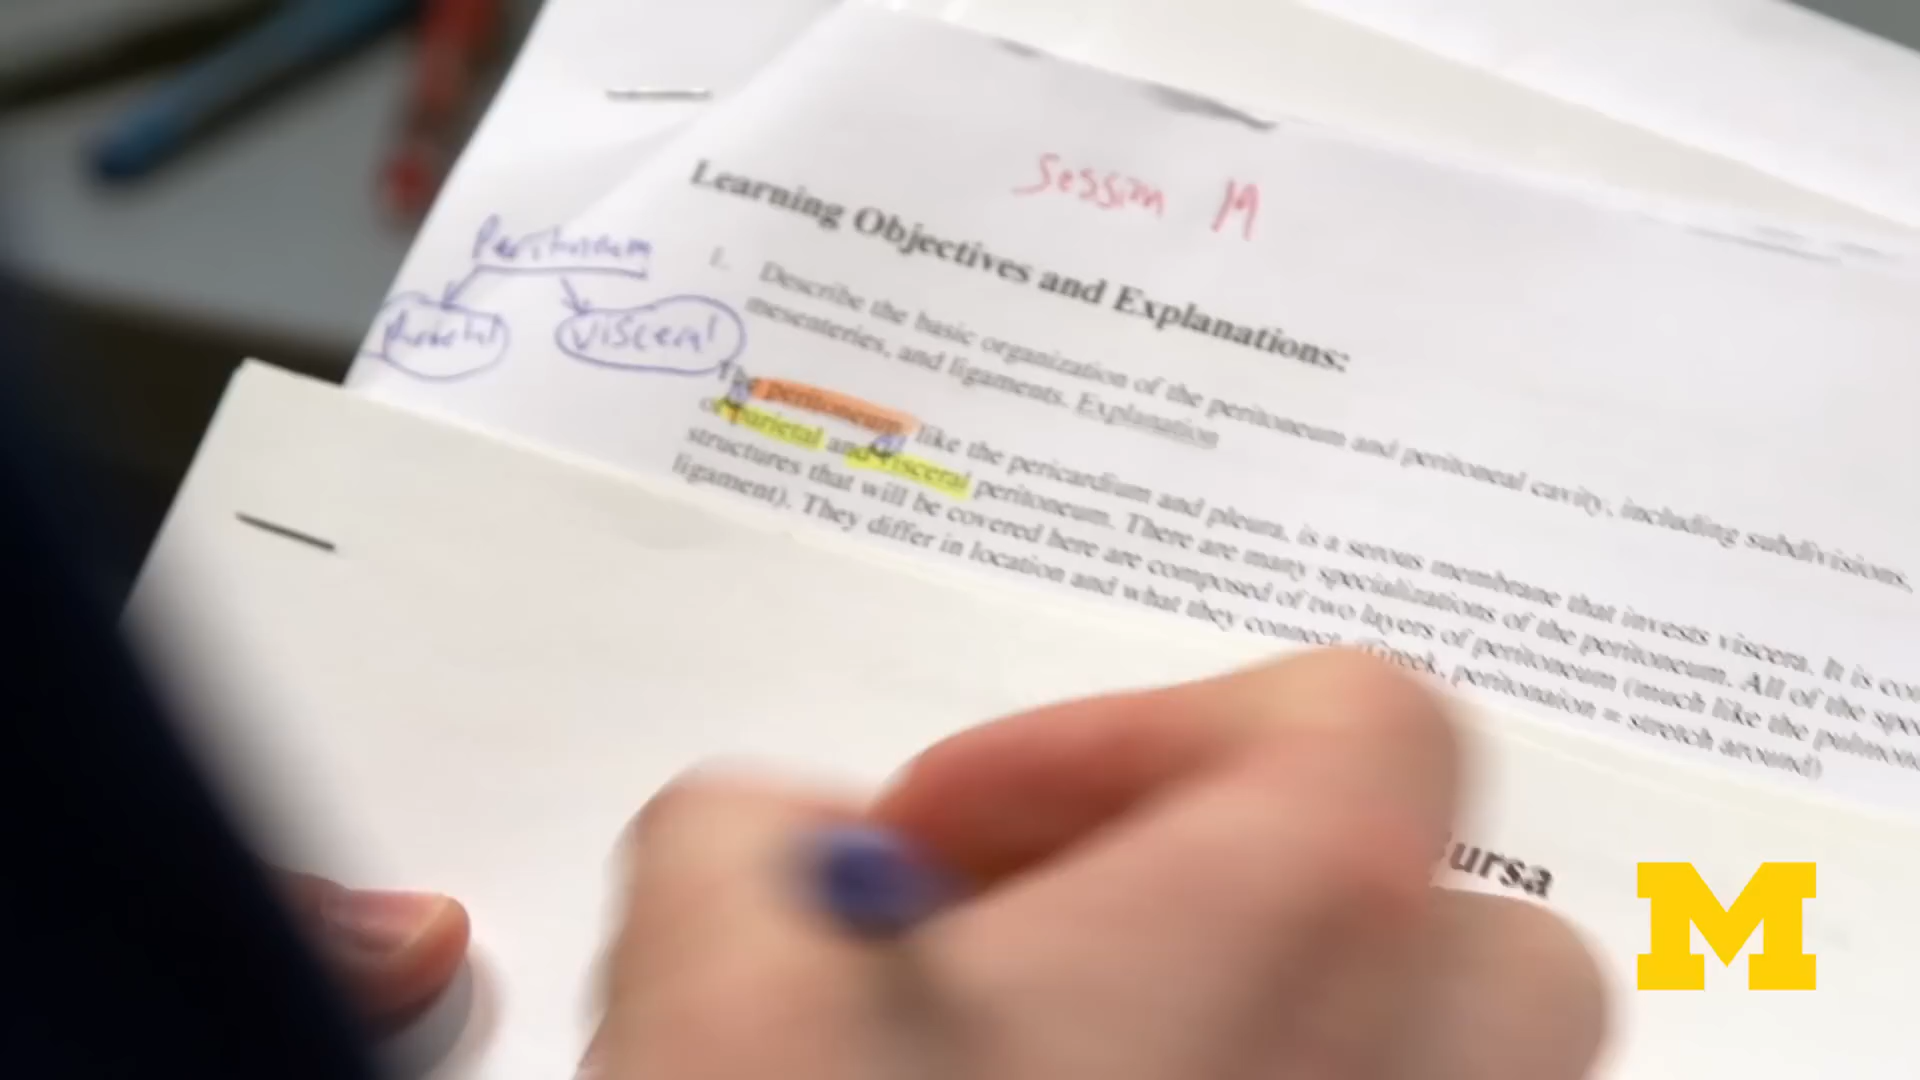 Session 19
Learning Objectives and Explanations:
Peritoneum
Parietal
visceral
1. Describe the basic organization of the peritoneum and peritoneal cavity, including subdivisions,
mesenteries, and ligaments. Explanation
The peritoneum, like the pericardium and pleura, is a serous membrane that invests viscera. It is
of parietal and visceral peritoneum. There are many specializations of the peritoneum. All of the
structures that will be covered here are composed of two layers of peritoneum (much like the
ligament). They differ in location and what they connect. (Greek, peritonaion = stretch around)
ursa
M